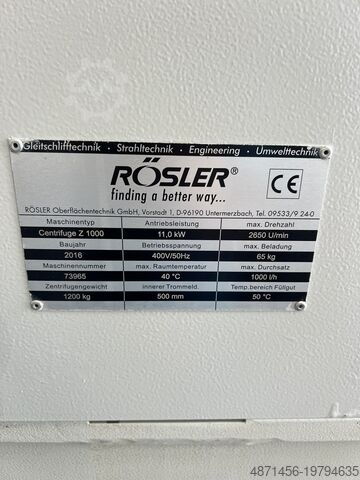 Gleitschlifftechnik · Strahltechnik · Engineering · Umwelttechnik
RÖSLER®
finding a better way...
CE
RÖSLER Oberflächentechnik GmbH, Vorstadt 1, D-96190 Untermerzbach, Tel. 09533/9 24-0
Maschinentyp Antriebsleistung max. Drehzahl
Centrifuge Z 1000 11,0 kW 2850 U/min
Baujahr Betriebsspannung max. Beladung
2016 400V/50Hz 65 kg
Maschinennummer max. Raumtemperatur max. Durchsatz
73965 40 °C 1000 l/h
Zentrifugengewicht innerer Trommeld. Temp.bereich Füllgut
1200 kg 500 mm 50 °C
4871456-19794635